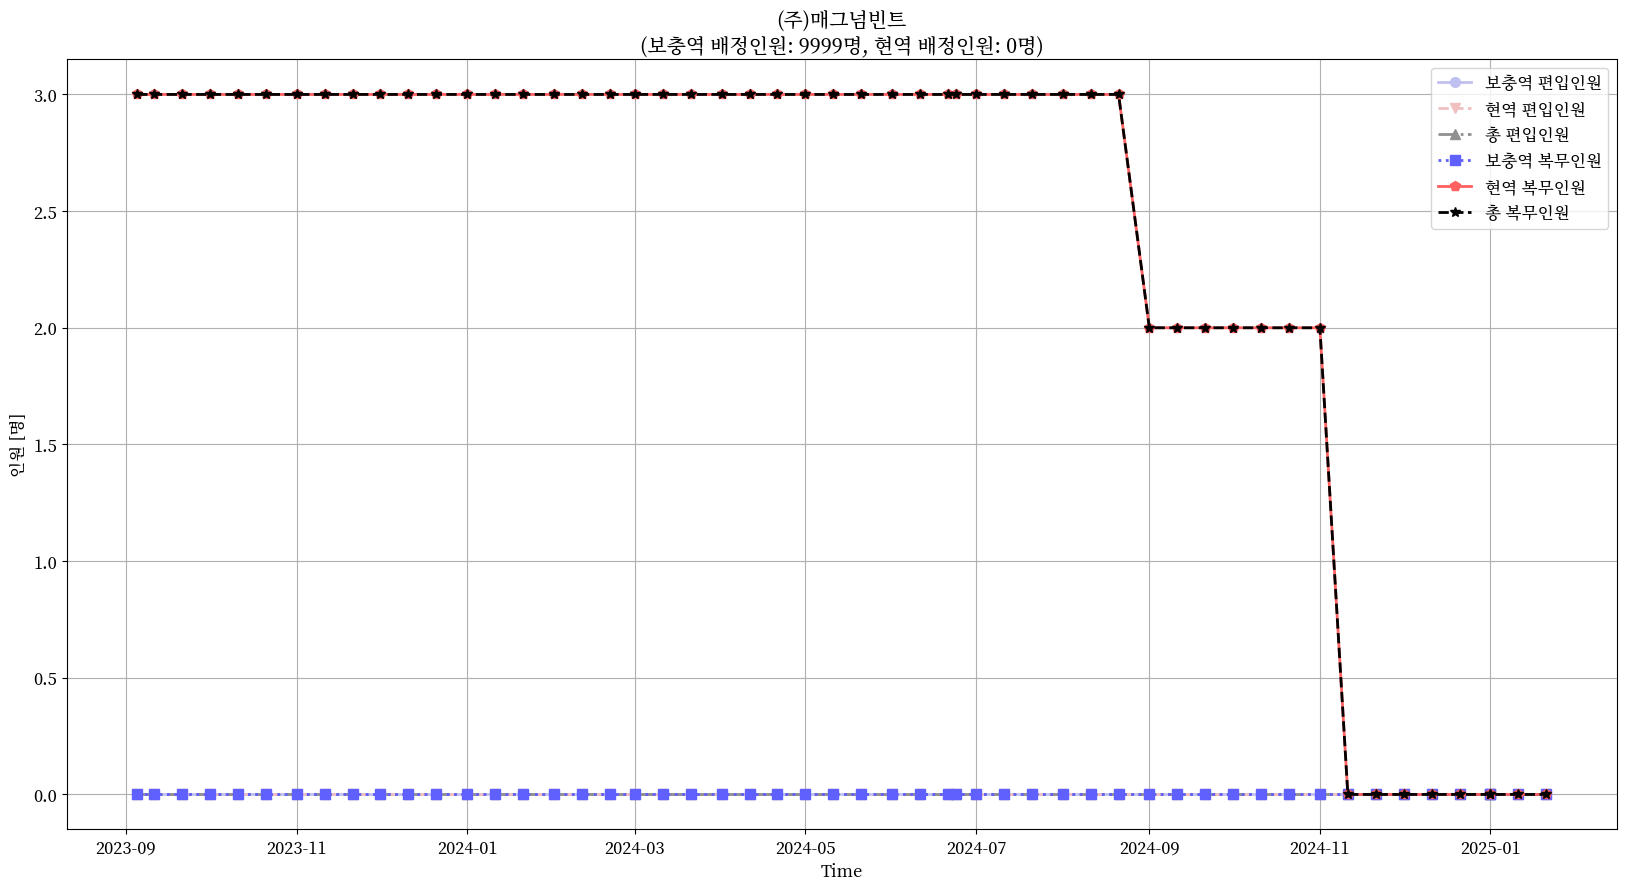 (주)매그넘빈트
(보충역 배정인원: 9999명, 현역 배정인원: 0명)
보충역 편입인원
현역 편입인원
총 편입인원
보충역 복무인원
현역 복무인원
총 복무인원
인원 [명]
3.0
2.5
2.0
1.5
1.0
0.5
0.0
2023-09
2023-11
2024-01
2024-03
2024-05
2024-07
2024-09
2024-11
2025-01
Time